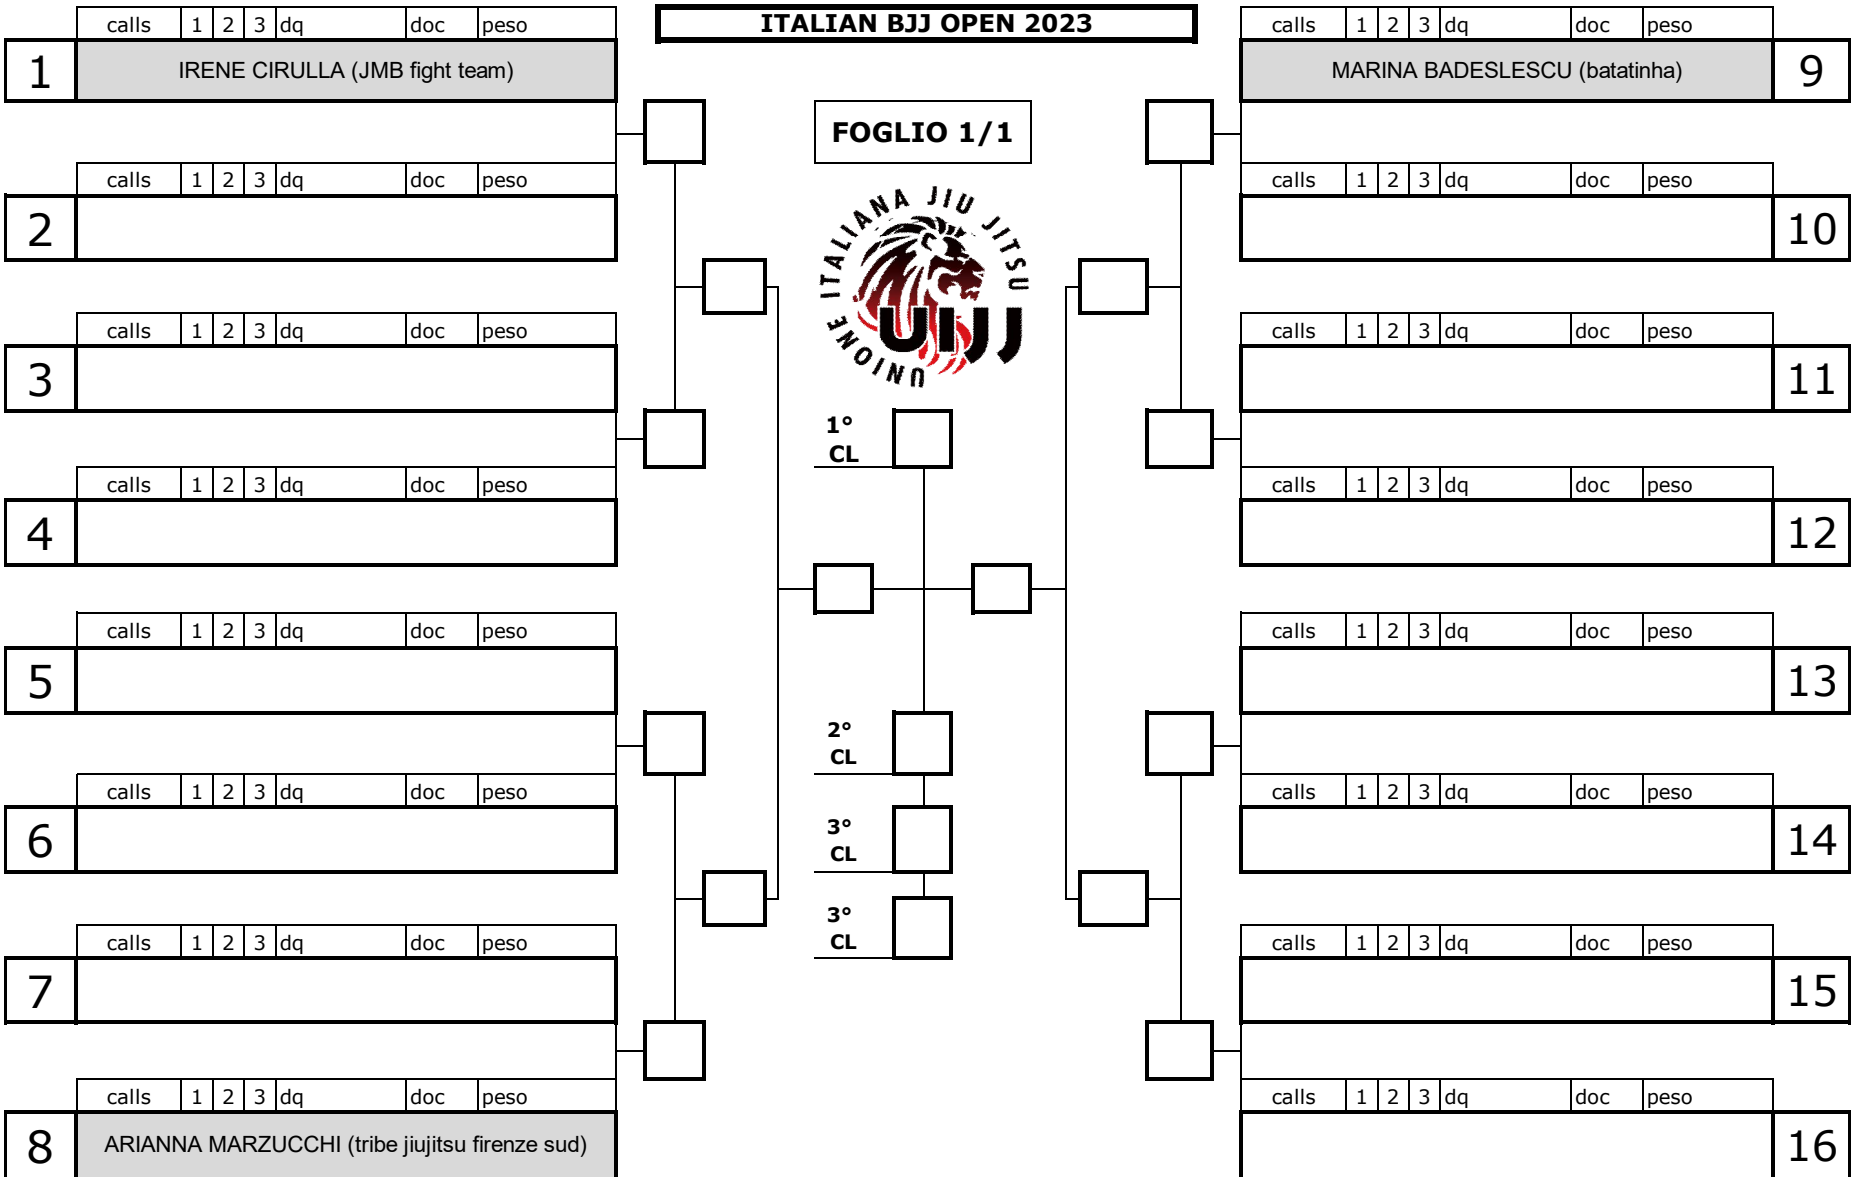 ITALIAN BJJ OPEN 2023
FOGLIO 1/1
UNIONE ITALIANA JIU JITSU
UIJJ
calls 1 2 3 dq doc peso
1 IRENE CIRULLA (JMB fight team)
calls 1 2 3 dq doc peso
2
calls 1 2 3 dq doc peso
3
calls 1 2 3 dq doc peso
4
calls 1 2 3 dq doc peso
5
calls 1 2 3 dq doc peso
6
calls 1 2 3 dq doc peso
7
calls 1 2 3 dq doc peso
8 ARIANNA MARZUCCHI (tribe jiujitsu firenze sud)
1°
CL
2°
CL
3°
CL
3°
CL
calls 1 2 3 dq doc peso
MARINA BADESLESCU (batatinha) 9
calls 1 2 3 dq doc peso
10
calls 1 2 3 dq doc peso
11
calls 1 2 3 dq doc peso
12
calls 1 2 3 dq doc peso
13
calls 1 2 3 dq doc peso
14
calls 1 2 3 dq doc peso
15
calls 1 2 3 dq doc peso
16